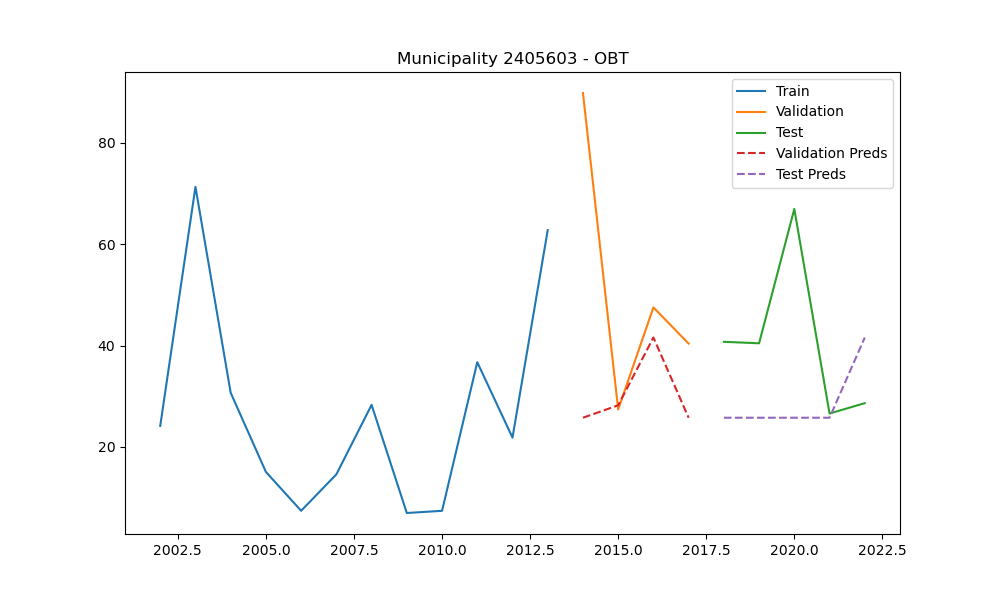 Municipality 2405603 - OBT
Train
Validation
Test
Validation Preds
Test Preds
80
60
40
20
2002.5 2005.0 2007.5 2010.0 2012.5 2015.0 2017.5 2020.0 2022.5